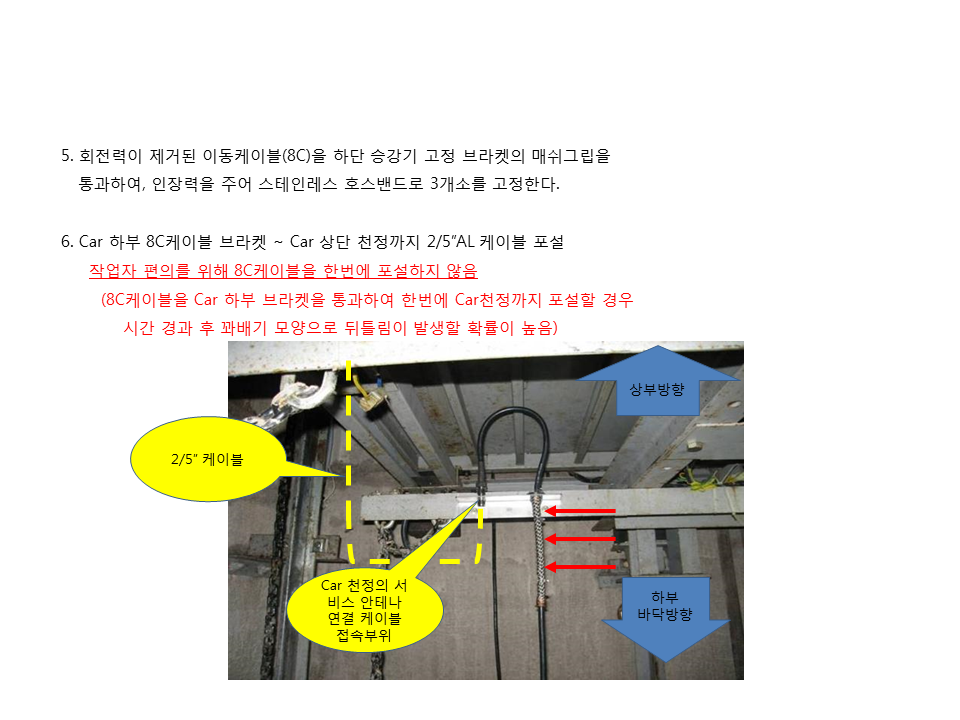 5. 회전력이 제거된 이동케이블(8C)을 하단 승강기 고정 브라켓의 매쉬그립을
통과하여, 인장력을 주어 스테인레스 호스밴드로 3개소를 고정한다.
6. Car 하부 8C케이블 브라켓 ~ Car 상단 천정까지 2/5”AL 케이블 포설
작업자 편의를 위해 8C케이블을 한번에 포설하지 않음
(8C케이블을 Car 하부 브라켓을 통과하여 한번에 Car천정까지 포설할 경우
시간 경과 후 꽈배기 모양으로 뒤틀림이 발생할 확률이 높음)
상부방향
2/5” 케이블
Car 천정의 서
비스 안테나
연결 케이블
접속부위
하부
바닥방향